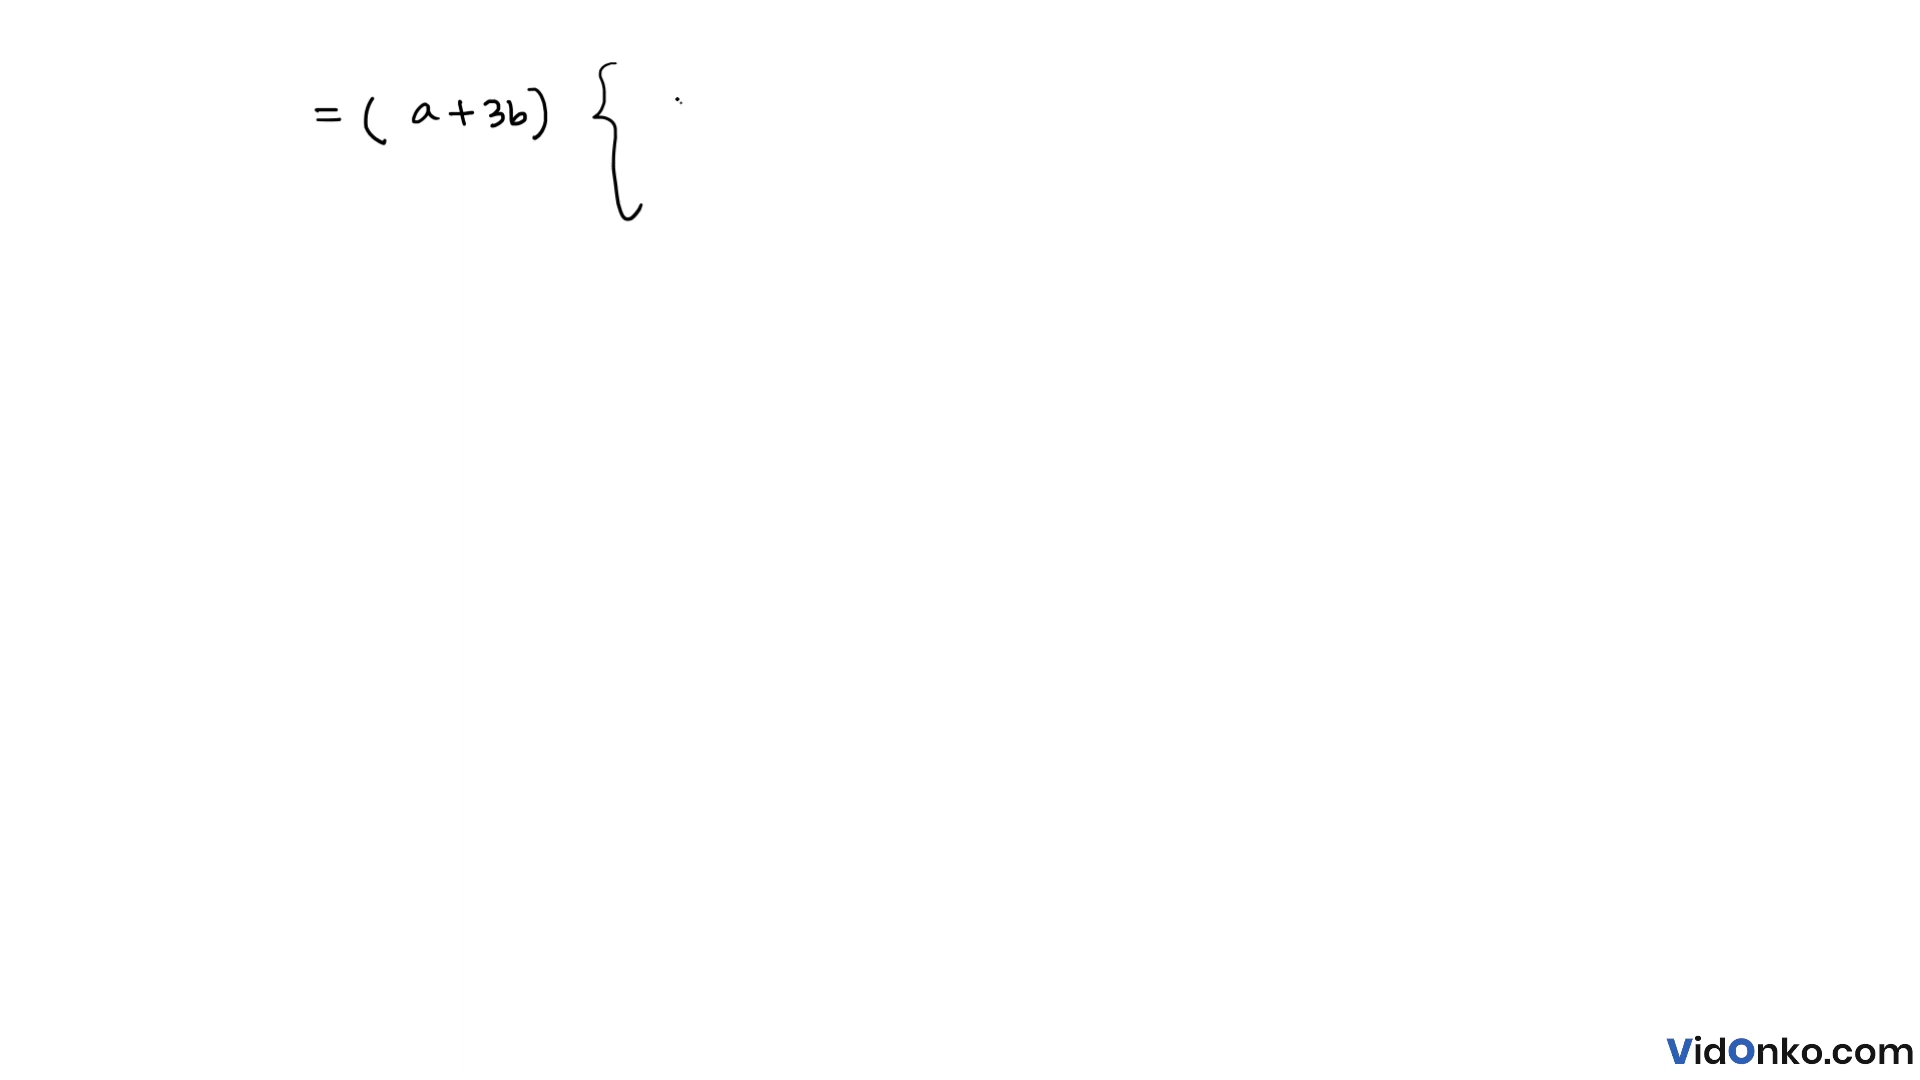 = ( a + 3b) {
VidOnko.com